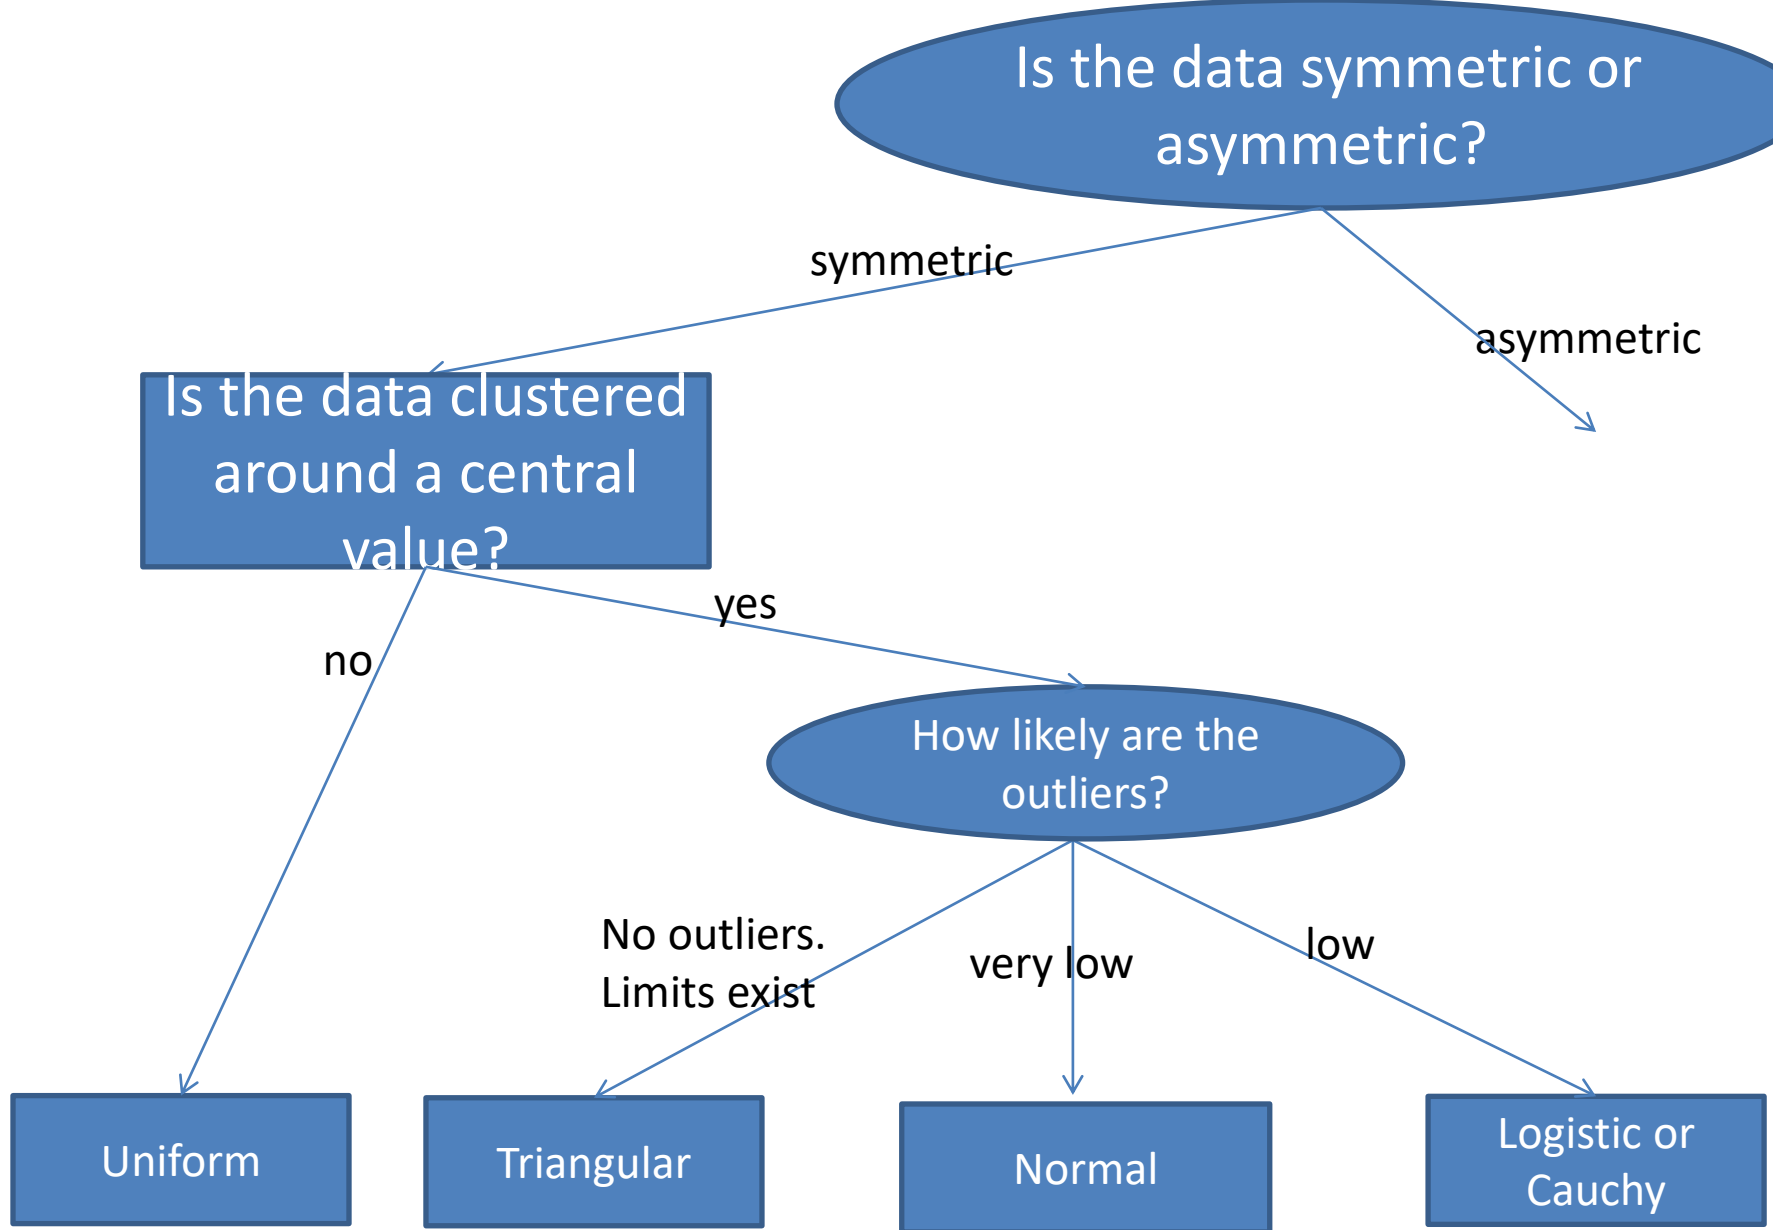 Is the data symmetric or
asymmetric?
symmetric
asymmetric
Is the data clustered
around a central
value?
yes
no
How likely are the
outliers?
No outliers.
Limits exist
very low
low
Uniform
Triangular
Normal
Logistic or
Cauchy